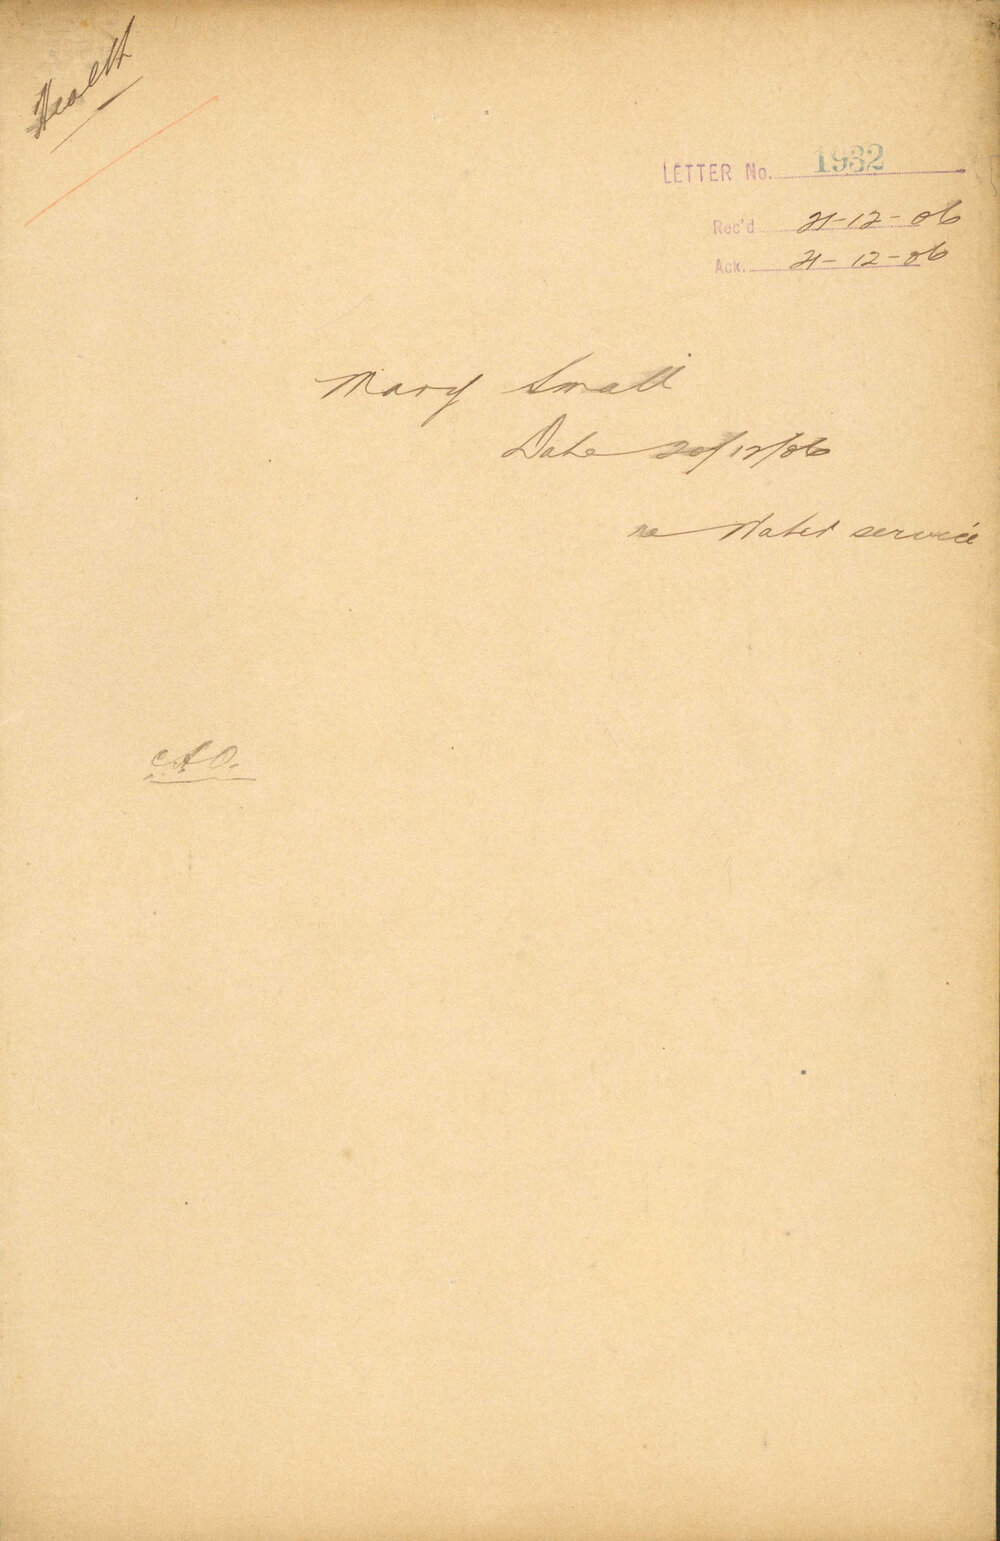 Health
LETTER No. 1932
Rec'd 21-12-06
Ack. 21-12-06
Mary Small
Date 20/12/06
re Water service